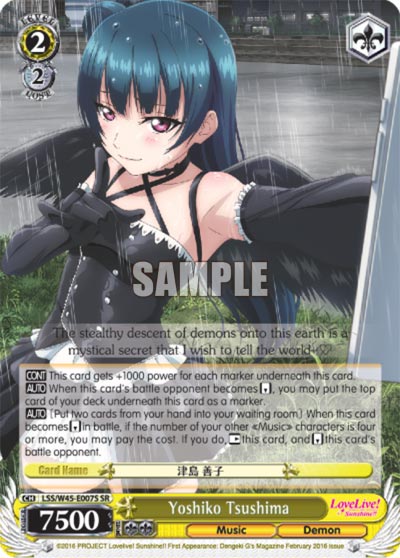 LEVEL
2
2
COST
SAMPLE
The stealthy descent of demons onto this earth is a
mystical secret that I wish to tell the world♡
CONT This card gets +1000 power for each marker underneath this card.
AUTO When this card's battle opponent becomes [ ], you may put the top
card of your deck underneath this card as a marker.
AUTO [Put two cards from your hand into your waiting room] When this card
becomes [ ] in battle, if the number of your other «Music» characters is four
or more, you may pay the cost. If you do, [ ] this card, and [ ] this card's
battle opponent.
Card Name
津島 善子
CH LSS/W45-E007S SR
7500
Yoshiko Tsushima
LoveLive!
Sunshine!!
Music
Demon
©2016 PROJECT Lovelive! Sunshine!! First Appearance: Dengeki G's Magazine February 2016 issue